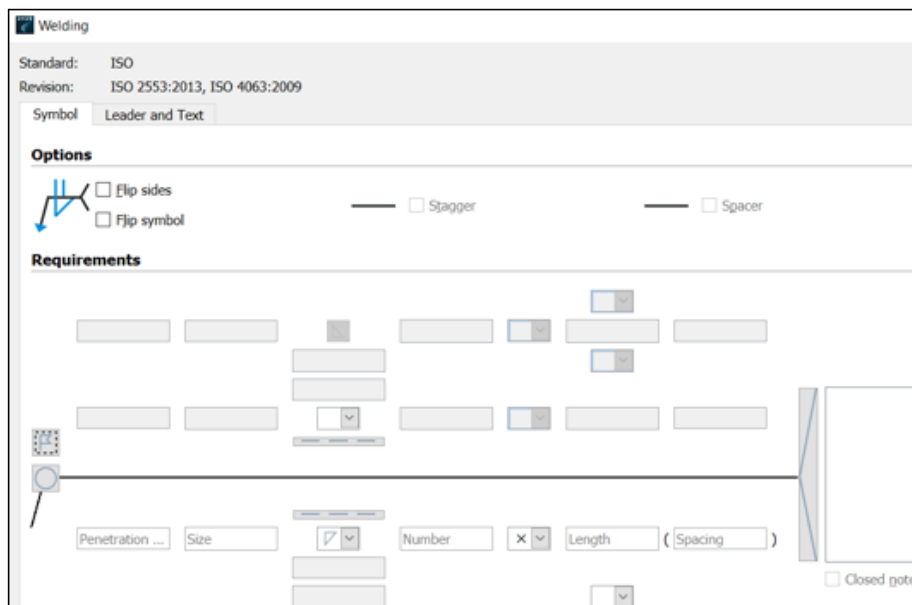 Welding
Standard: ISO
Revision: ISO 2553:2013, ISO 4063:2009
Symbol Leader and Text
Options
Flip sides
Flip symbol
Stagger
Spacer
Requirements
Penetration ... Size Number × Length ( Spacing )
Closed note